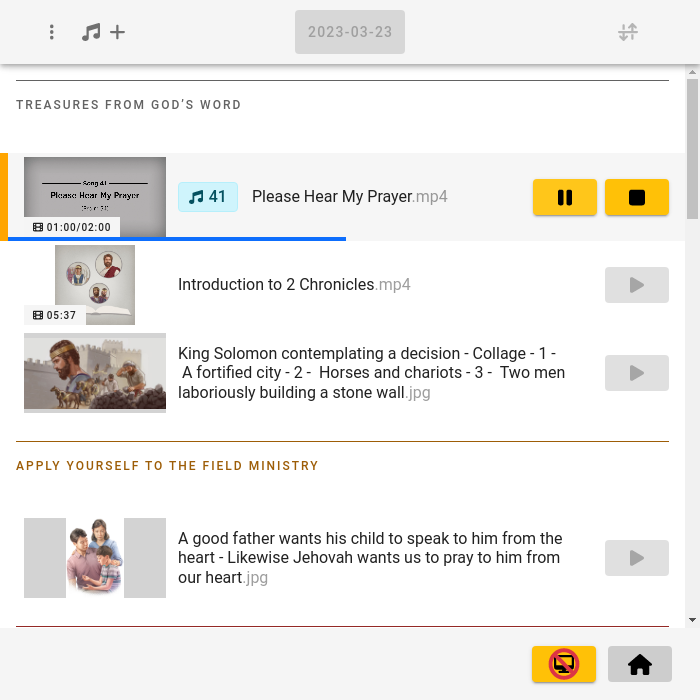 2023-03-23
TREASURES FROM GOD'S WORD
Song 41
Please Hear My Prayer
01:00/02:00
41
Please Hear My Prayer.mp4
05:37
Introduction to 2 Chronicles.mp4
King Solomon contemplating a decision - Collage - 1 -
A fortified city - 2 -  Horses and chariots - 3 -  Two men
laboriously building a stone wall.jpg
APPLY YOURSELF TO THE FIELD MINISTRY
A good father wants his child to speak to him from the
heart - Likewise Jehovah wants us to pray to him from
our heart.jpg